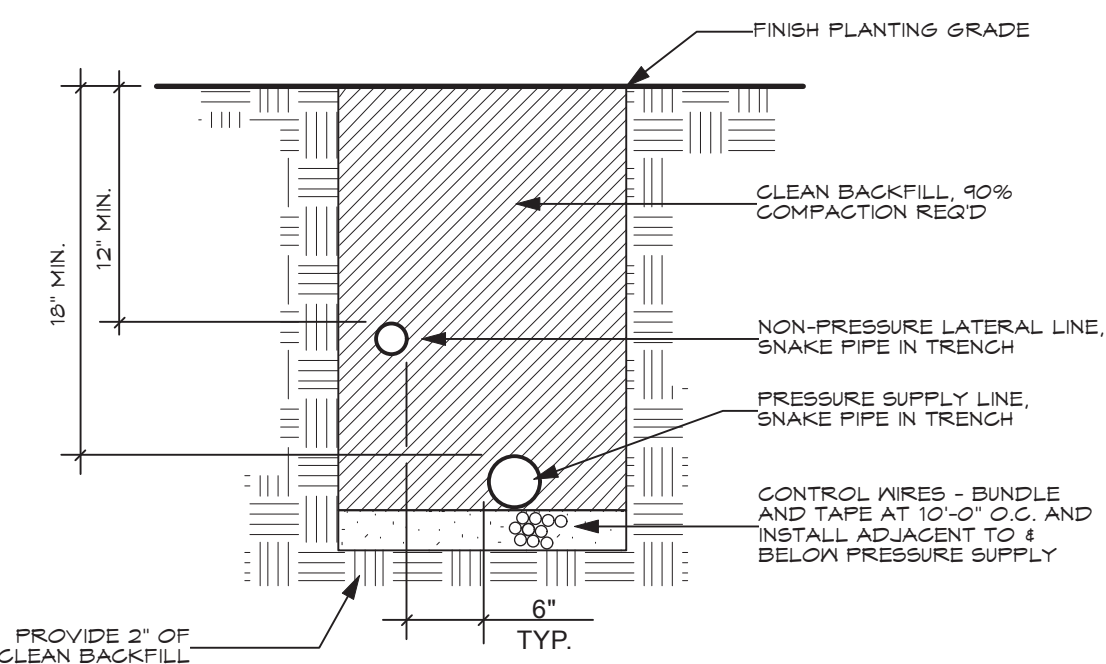 FINISH PLANTING GRADE
CLEAN BACKFILL, 90%
COMPACTION REQ'D
12" MIN.
18" MIN.
NON-PRESSURE LATERAL LINE,
SNAKE PIPE IN TRENCH
PRESSURE SUPPLY LINE,
SNAKE PIPE IN TRENCH
CONTROL WIRES - BUNDLE
AND TAPE AT 10'-0" O.C. AND
INSTALL ADJACENT TO &
BELOW PRESSURE SUPPLY
6"
TYP.
PROVIDE 2" OF
CLEAN BACKFILL